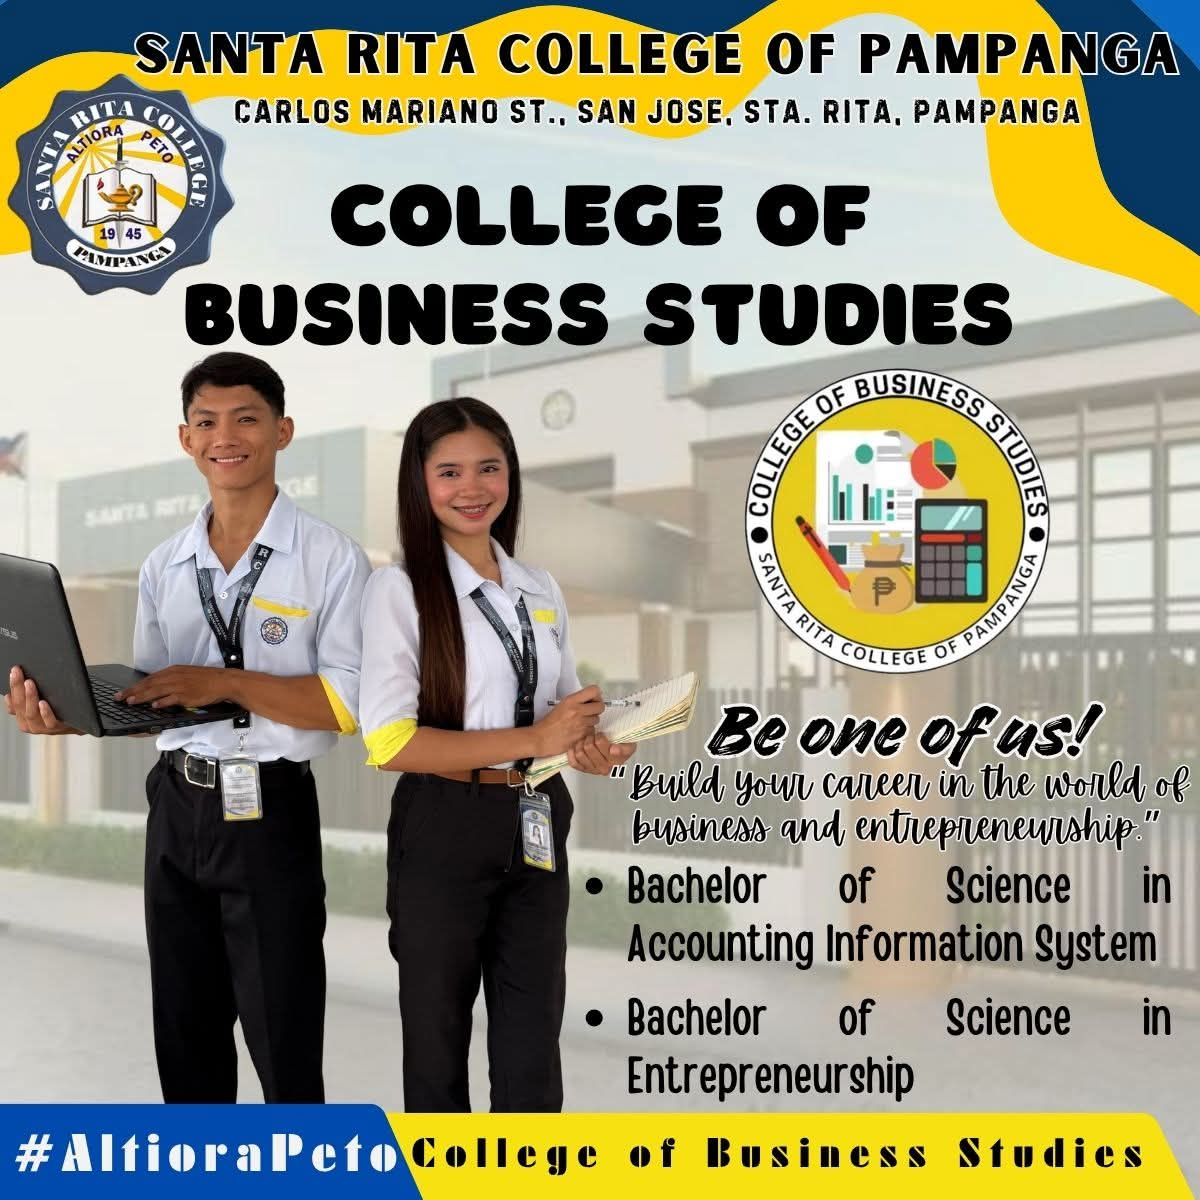 SANTA RITA COLLEGE OF PAMPANGA
CARLOS MARIANO ST., SAN JOSE, STA. RITA, PAMPANGA
SANTA RITA COLLEGE
ALTIORA PETO
19 45
PAMPANGA
COLLEGE OF
BUSINESS STUDIES
SANTA RITA COLLEGE
COLLEGE OF BUSINESS STUDIES
SANTA RITA COLLEGE OF PAMPANGA
Be one of us!
“Build your career in the world of
business and entrepreneurship.”
• Bachelor of Science in
Accounting Information System
• Bachelor of Science in
Entrepreneurship
#AltioraPeto
College of Business Studies